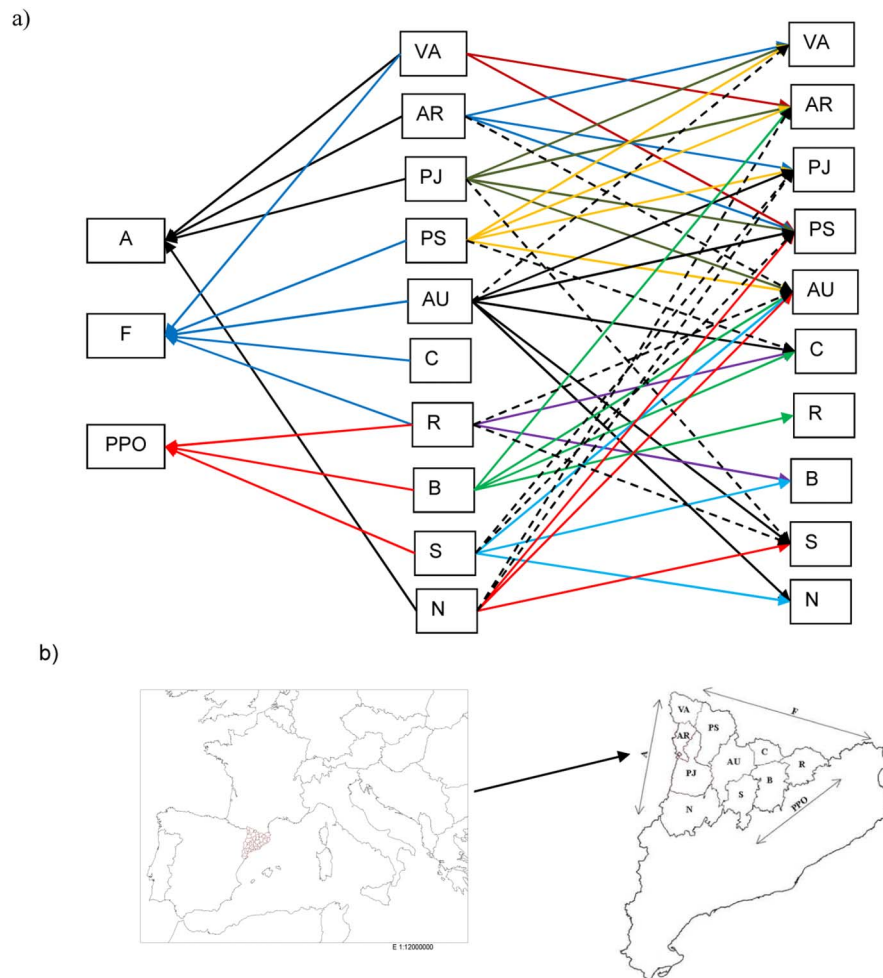 a)
VA
AR
PJ
PS
AU
C
R
B
S
N
A
F
PPO
VA
AR
PJ
PS
AU
C
R
B
S
N
b)
E 1:12000000
VA
PS
F
AR
A
AU
C
R
PJ
S
B
N
PPO